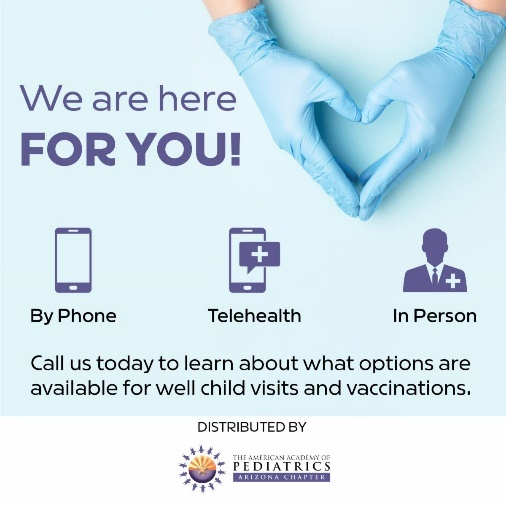 We are here
FOR YOU!
By Phone
Telehealth
In Person
Call us today to learn about what options are
available for well child visits and vaccinations.
DISTRIBUTED BY
THE AMERICAN ACADEMY OF
PEDIATRICS
ARIZONA CHAPTER